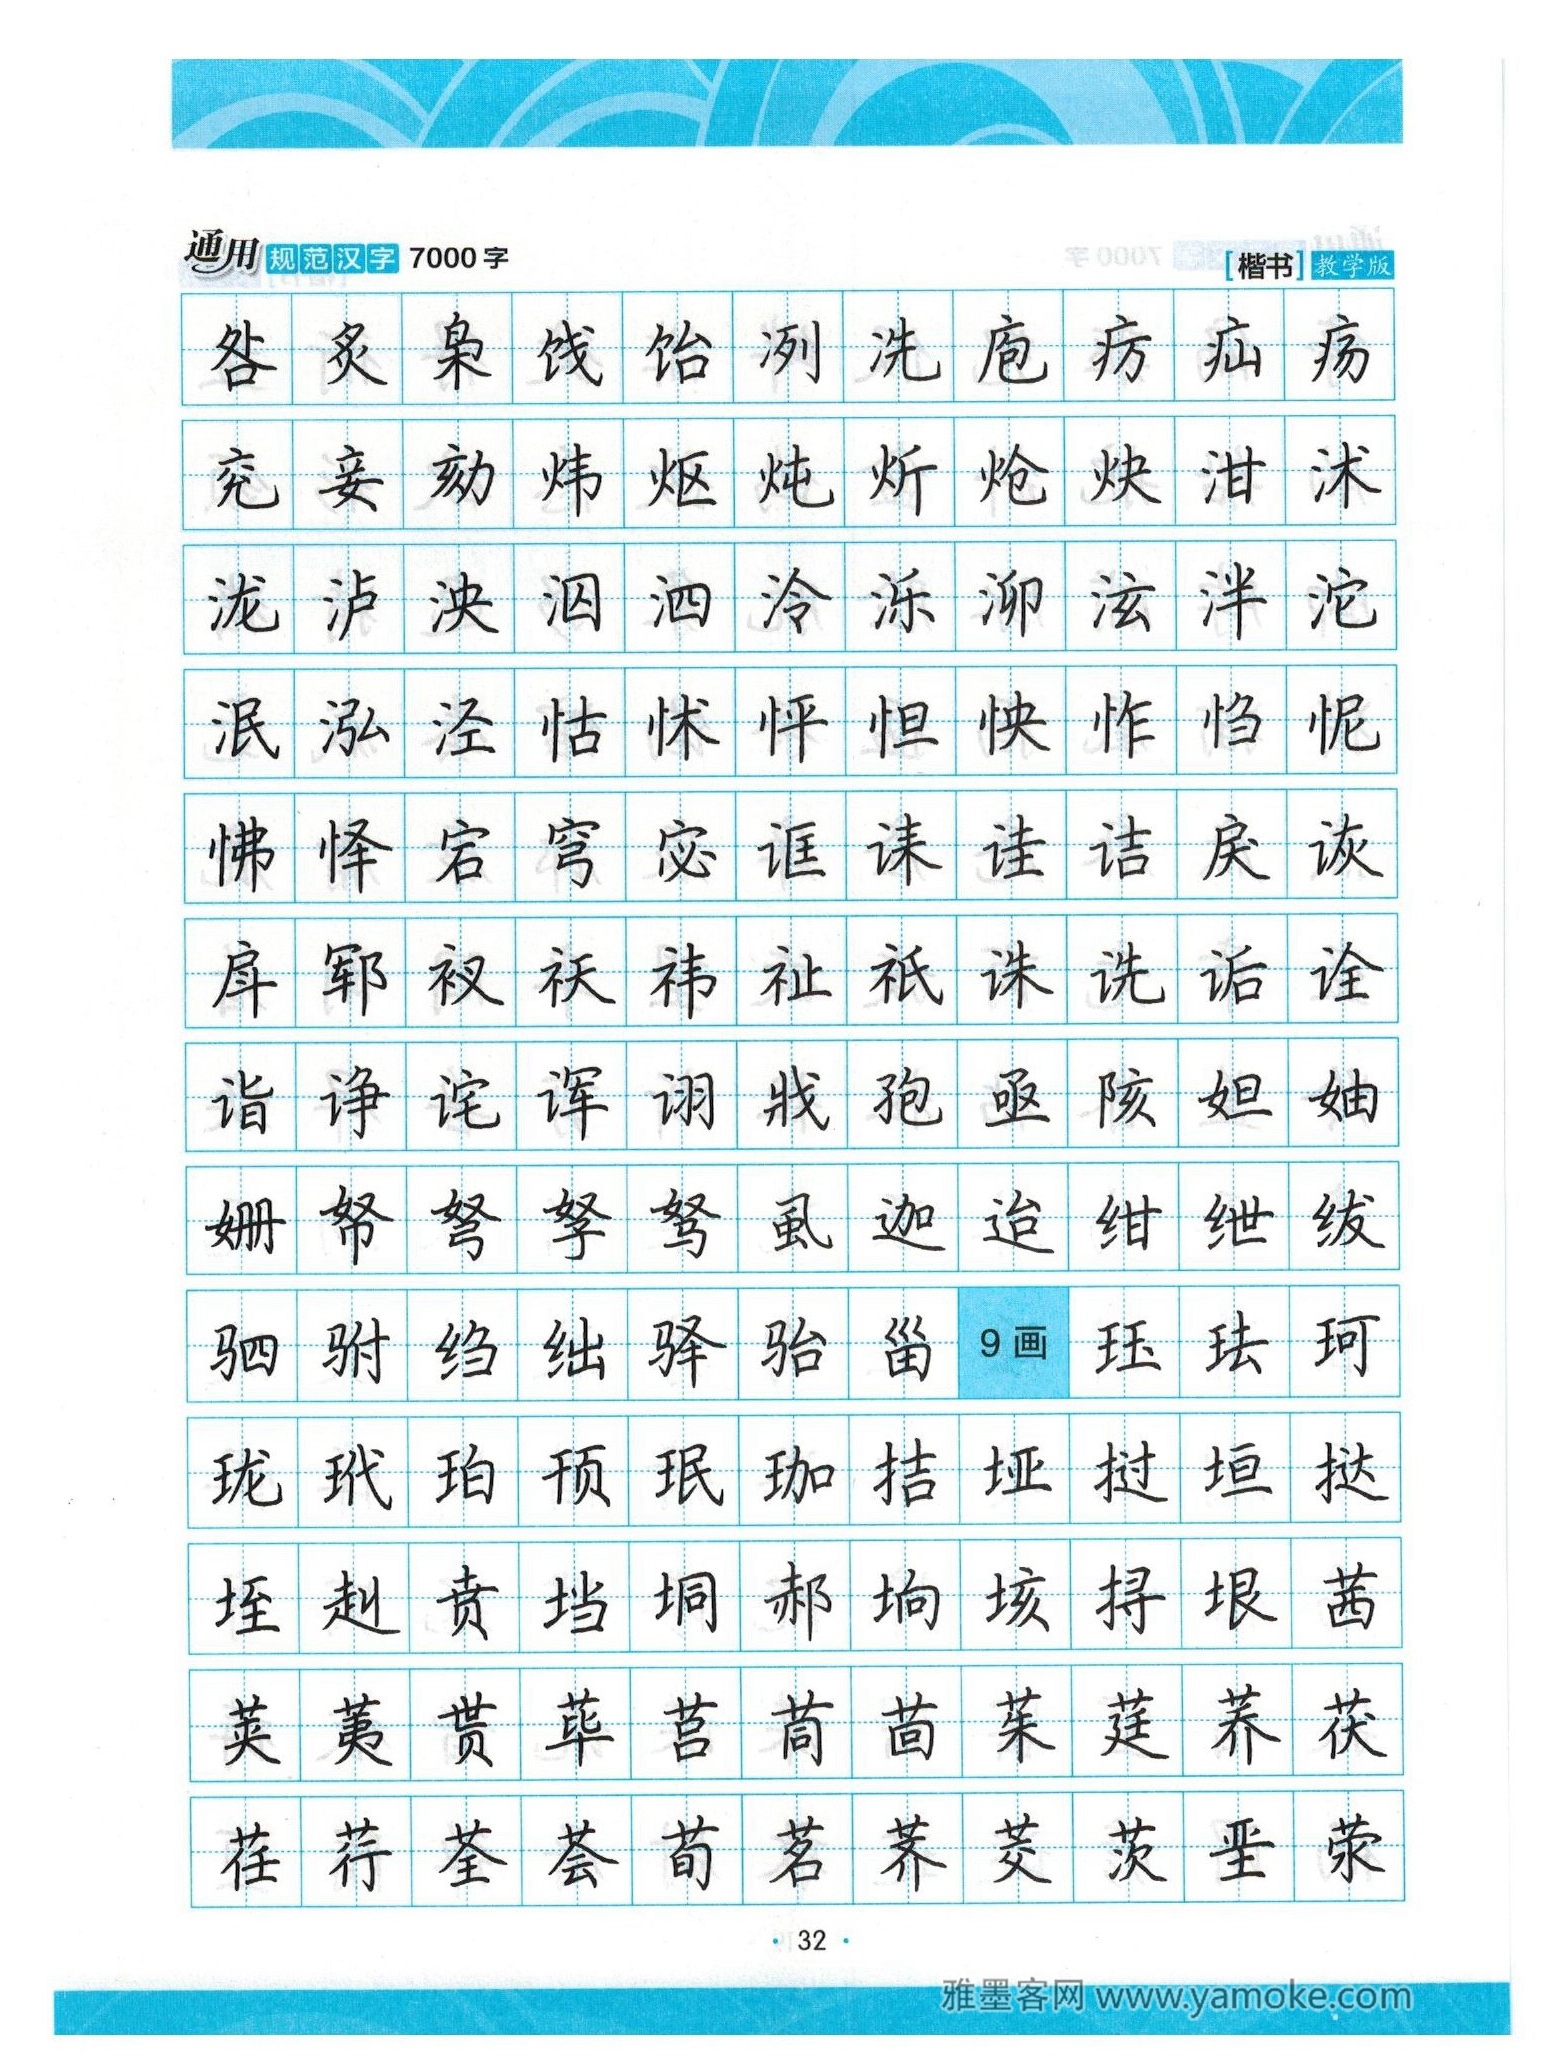 通用规范汉字 7000 字 [楷书] 教学版
咎 炙 枭 饯 饴 冽 冼 庖 疠 疝 疡
兖 妾 劾 炜 炬 炖 炘 炝 炔 泔 沭
泷 泸 泱 泅 泗 泠 泺 泖 泫 泮 沱
泯 泓 泾 怙 怵 怦 怛 怏 怍 怊 怩
怫 怿 宕 穹 宓 诓 诔 诖 诘 戾 诙
戽 郓 衩 祆 祎 祉 祇 诛 诜 诟 诠
诣 诤 诧 诨 诩 戕 孢 亟 陔 妲 妯
姗 帑 弩 孥 驽 虱 迦 迨 绀 绁 绂
驷 驸 绉 绌 驿 骀 甾 9画 珏 珐 珂
珑 玳 珀 顸 珉 珈 拮 垭 挝 垣 挞
垤 赳 贲 垱 垌 郝 垧 垓 挦 垠 茜
荚 荑 贳 荜 莒 茼 茴 茱 莛 荞 茯
荏 荇 荃 荟 荀 茗 荠 茭 茨 垩 荥
· 32 ·
雅墨客网 www.yamoke.com